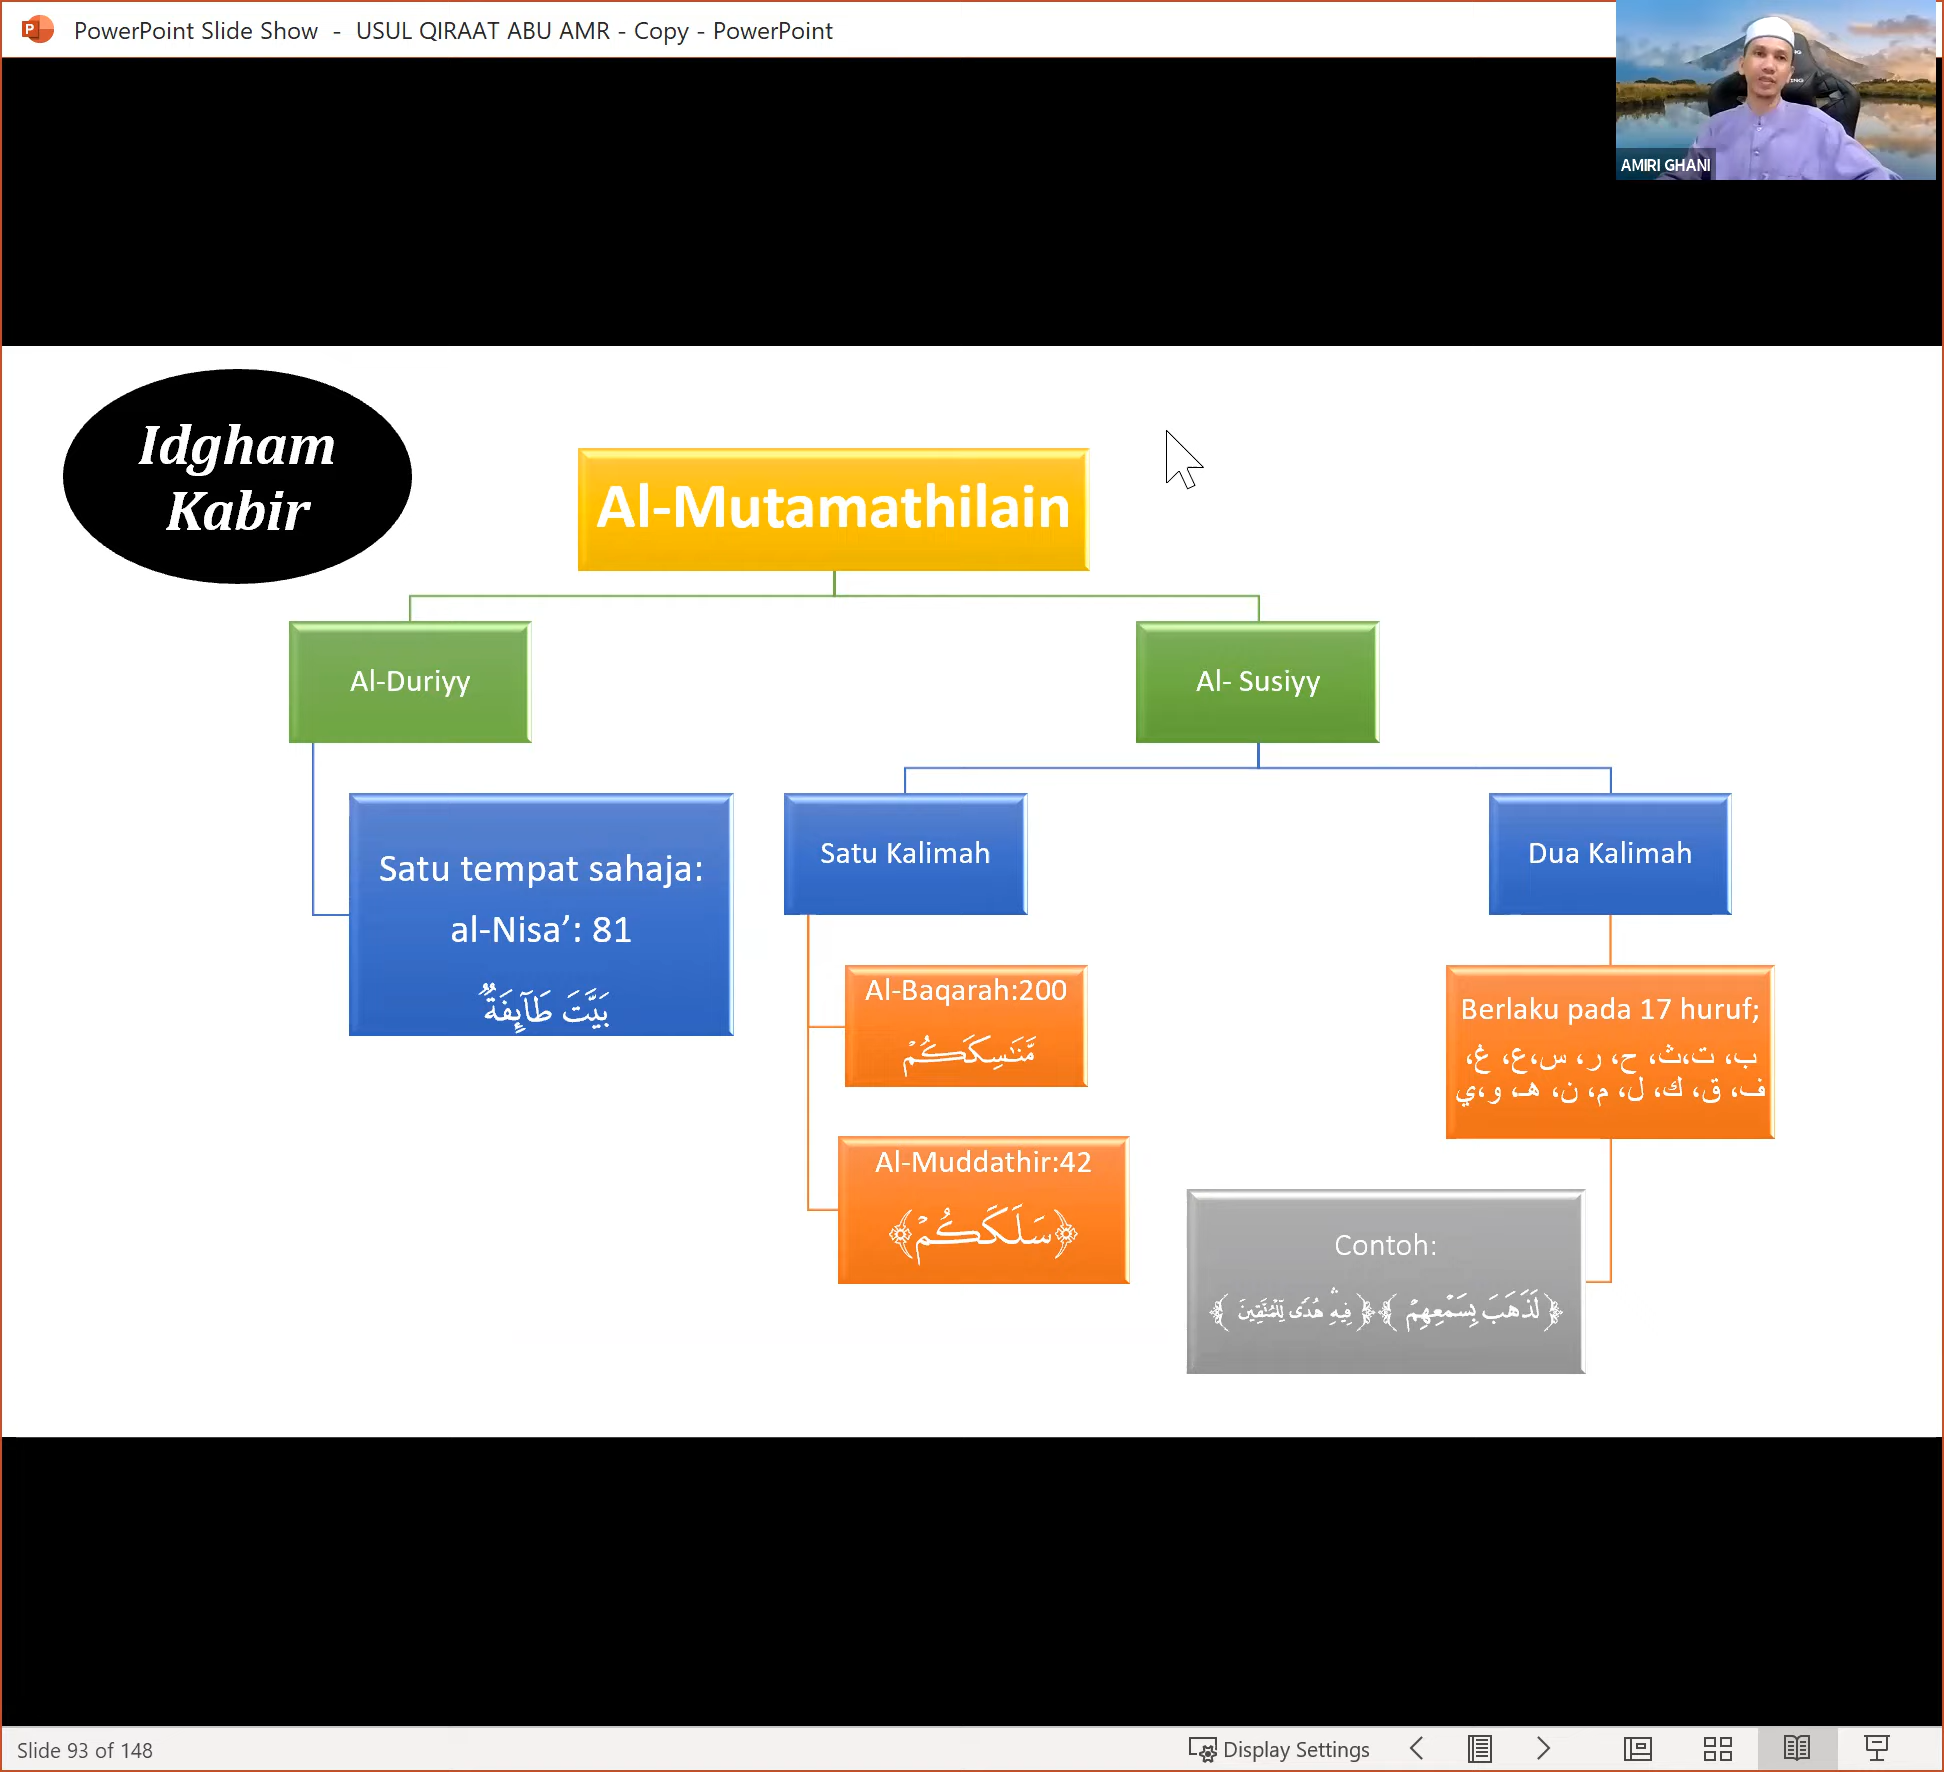 PowerPoint Slide Show - USUL QIRAAT ABU AMR - Copy - PowerPoint
AMIRI GHANI
Idgham
Kabir
Al-Mutamathilain
Al-Duriyy
Al- Susiyy
Satu tempat sahaja:
al-Nisa’: 81
بَيَّتَ طَآئِفَةٌ
Satu Kalimah
Dua Kalimah
Al-Baqarah:200
مَّنَٰسِكَكُمْ
Al-Muddathir:42
﴿سَلَكَكُمْ﴾
Berlaku pada 17 huruf;
ب، ت،ث، ح، ر، س،ع، غ،
ف، ق، ك، ل، م، ن، هـ، و،ي
Contoh:
﴿لَذَهَبَ بِسَمْعِهِمْ ﴾﴿ فِيهِۛ هُدًى لِّلْمُتَّقِينَ ﴾
Slide 93 of 148
Display Settings